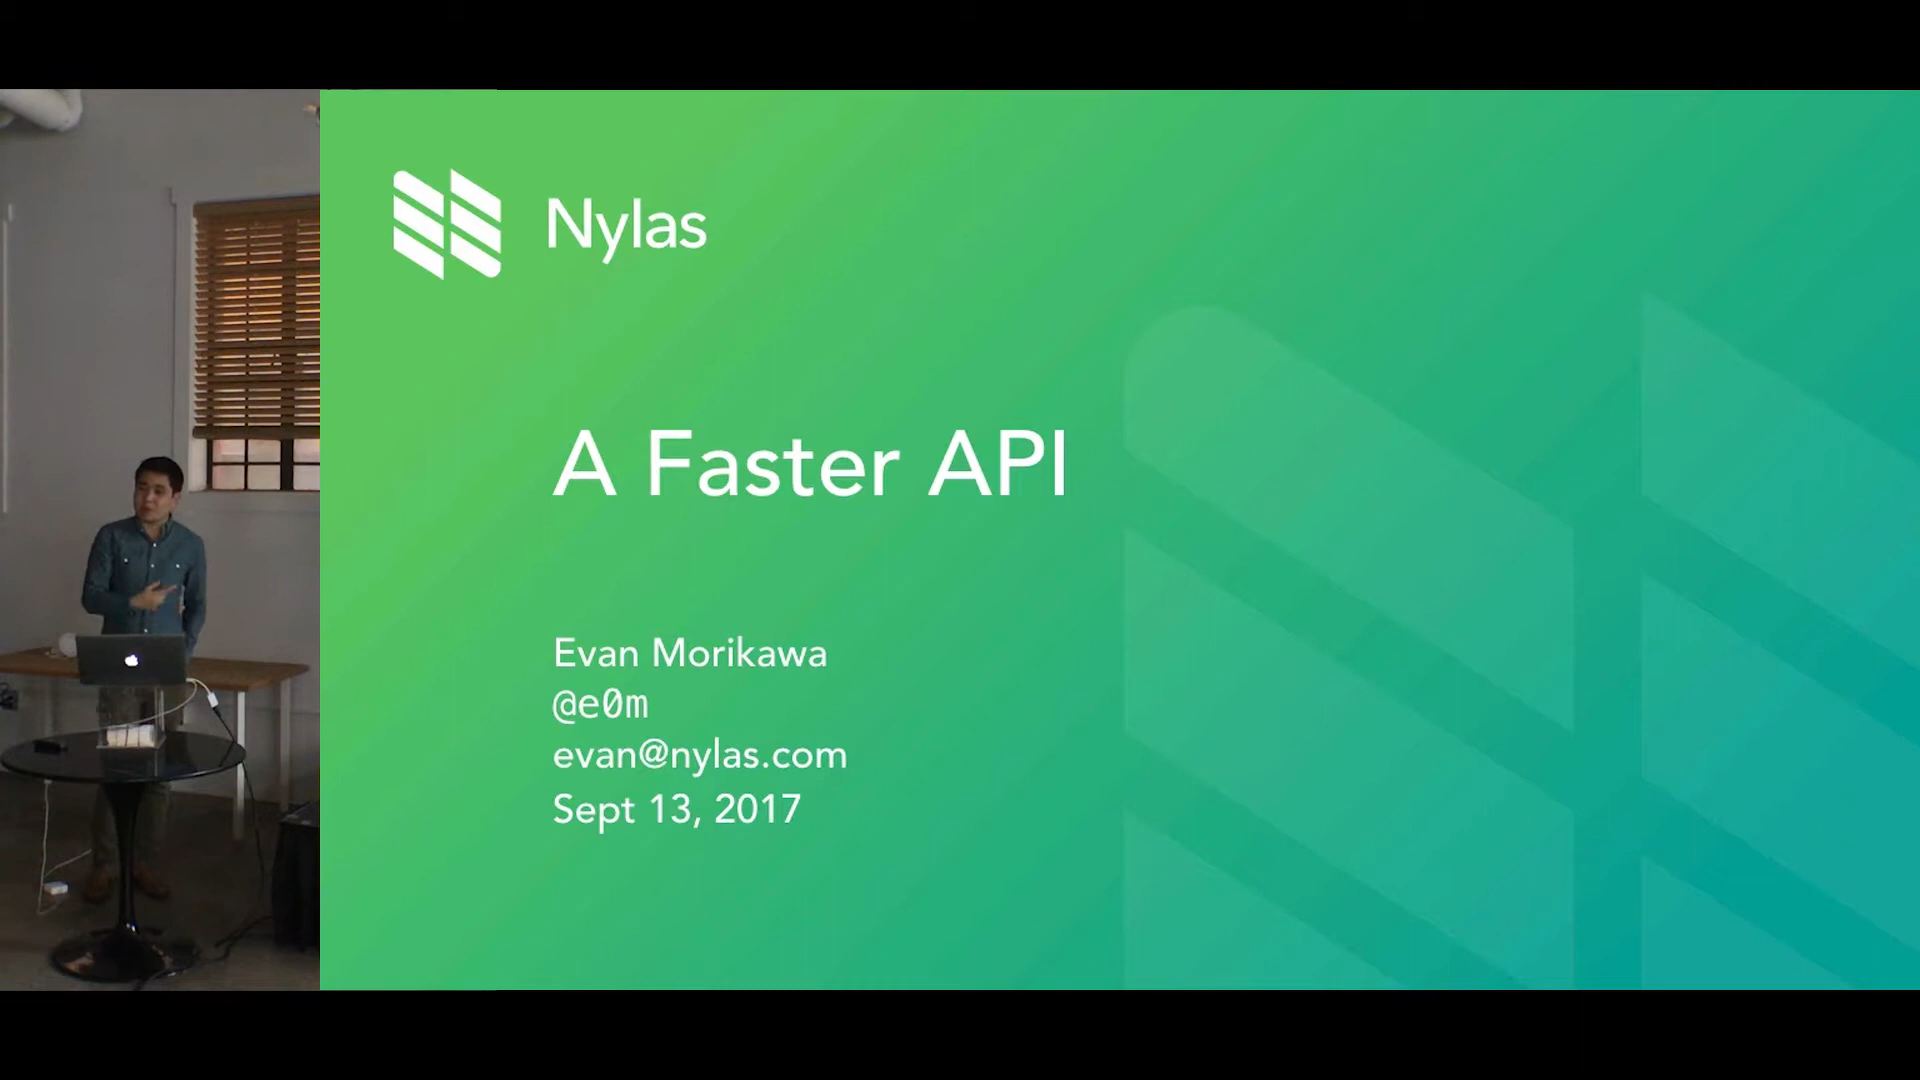 Nylas
A Faster API
Evan Morikawa
@e0m
evan@nylas.com
Sept 13, 2017